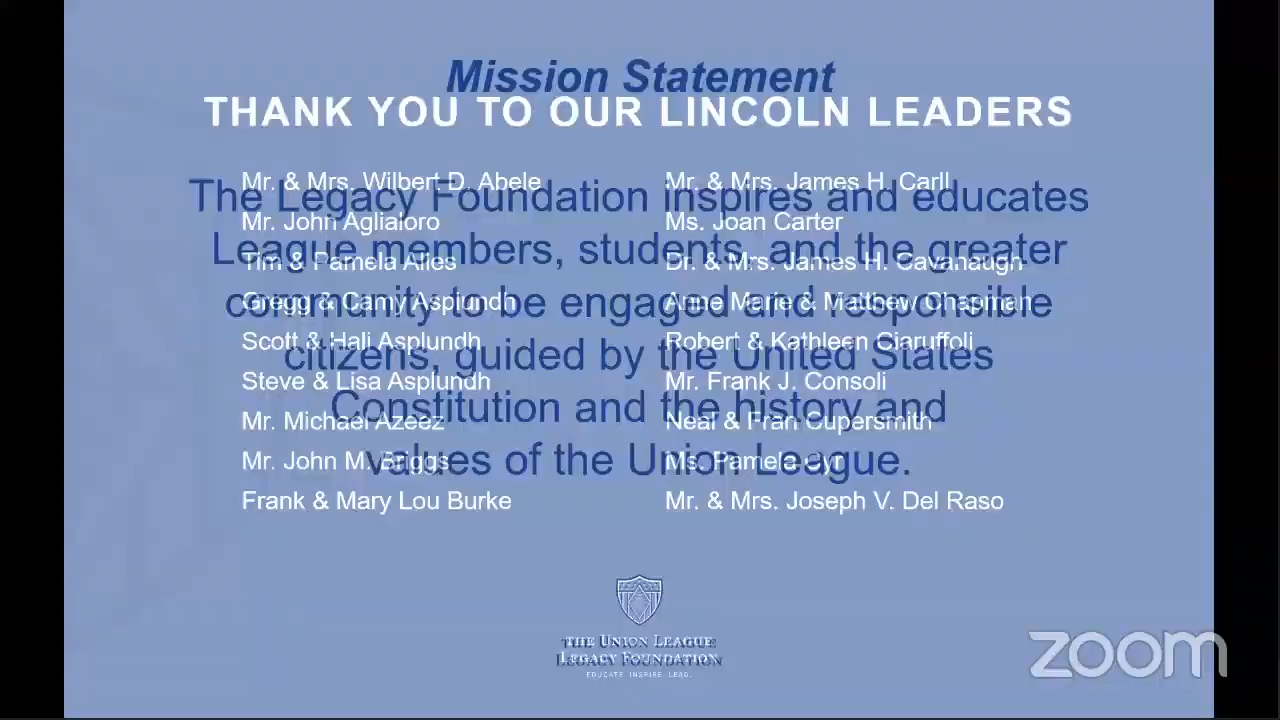 Mission Statement
THANK YOU TO OUR LINCOLN LEADERS
The Legacy Foundation inspires and educates
League members, students, and the greater
community to be engaged and responsible
citizens, guided by the United States
Constitution and the history and
values of the Union League.
Mr. & Mrs. Wilbert D. Abele
Mr. John Aglialoro
Tim & Pamela Alles
Gregg & Camy Asplundh
Scott & Hali Asplundh
Steve & Lisa Asplundh
Mr. Michael Azeez
Mr. John M. Briggs
Frank & Mary Lou Burke
Mr. & Mrs. James H. Carll
Ms. Joan Carter
Dr. & Mrs. James H. Cavanaugh
Anne Marie & Matthew Chapman
Robert & Kathleen Ciaruffoli
Mr. Frank J. Consoli
Neal & Fran Cupersmith
Ms. Pamela Cyr
Mr. & Mrs. Joseph V. Del Raso
THE UNION LEAGUE
LEGACY FOUNDATION
EDUCATE. INSPIRE. LEAD.
zoom